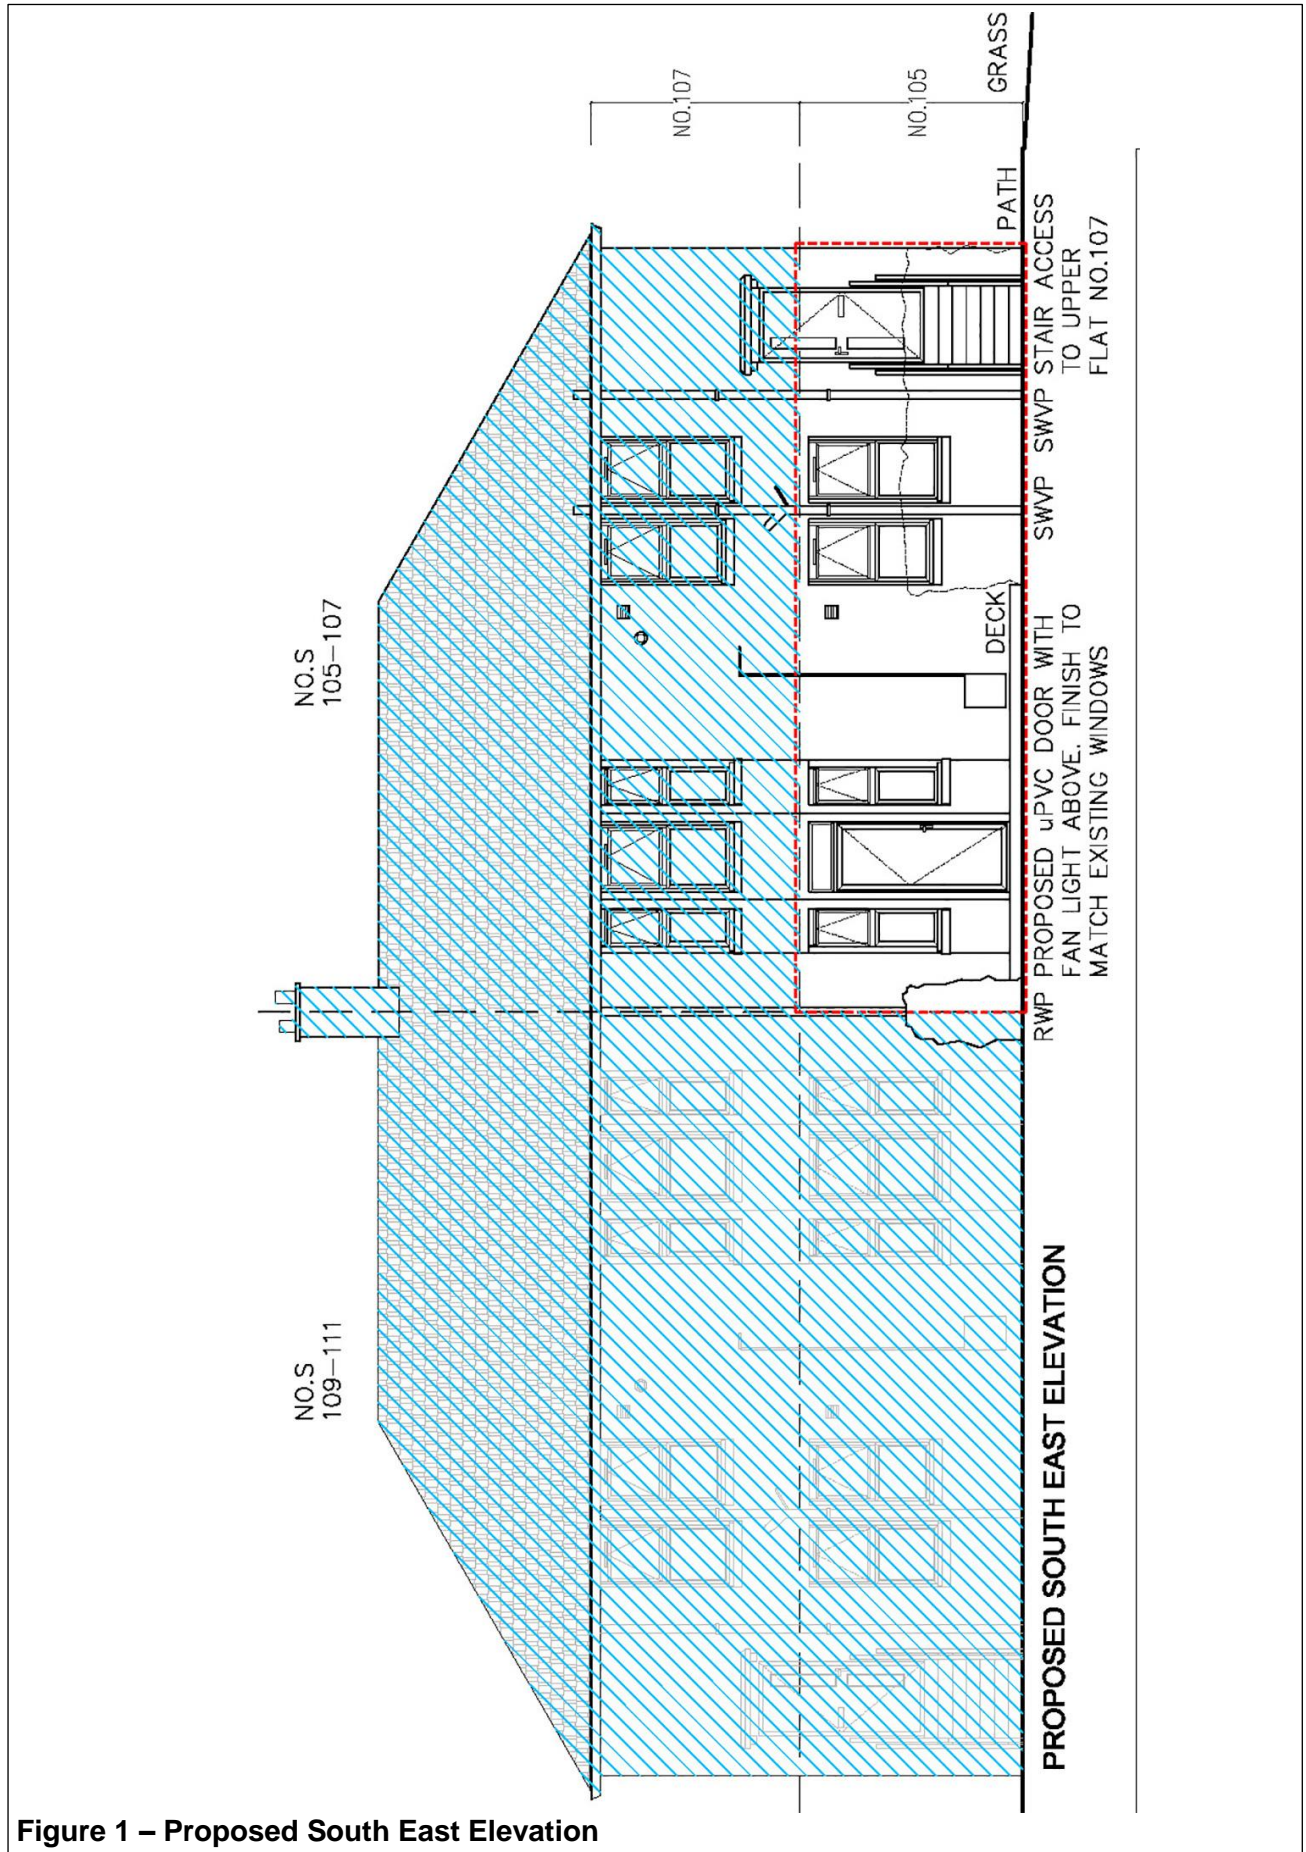 NO.S
109–111
NO.S
105–107
NO.107
NO.105
GRASS
PATH
DECK
RWP
PROPOSED uPVC DOOR WITH
FAN LIGHT ABOVE. FINISH TO
MATCH EXISTING WINDOWS
SWVP
SWVP
STAIR ACCESS
TO UPPER
FLAT NO.107
PROPOSED SOUTH EAST ELEVATION
Figure 1 – Proposed South East Elevation